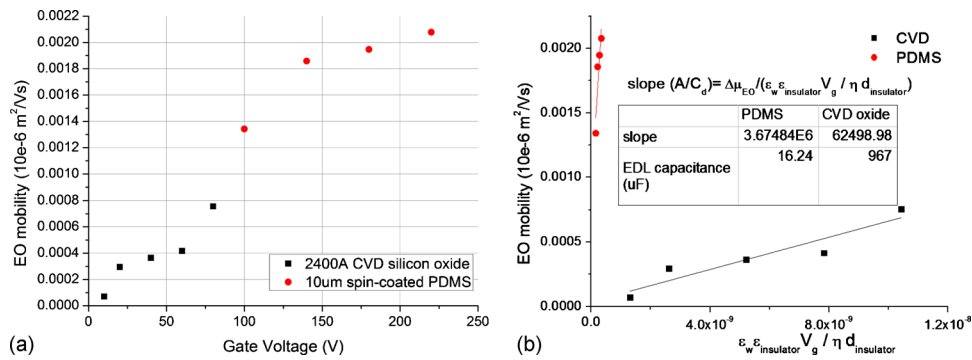 0.0022
0.0020
0.0018
0.0016
0.0014
0.0012
0.0010
0.0008
0.0006
0.0004
0.0002
0.0000
EO mobility (10e-6 m²/Vs)
2400A CVD silicon oxide
10um spin-coated PDMS
0 50 100 150 200 250
Gate Voltage (V)
(a)
CVD
PDMS
0.0020
0.0015
0.0010
0.0005
0.0000
EO mobility (10e-6 m²/Vs)
slope (A/C_d)= Δμ_EO/(ε_w ε_insulator V_g / η d_insulator)
PDMS CVD oxide
slope 3.67484E6 62498.98
EDL capacitance (uF) 16.24 967
0.0 4.0x10⁻⁹ 8.0x10⁻⁹ 1.2x10⁻⁸
ε_w ε_insulator V_g / η d_insulator
(b)